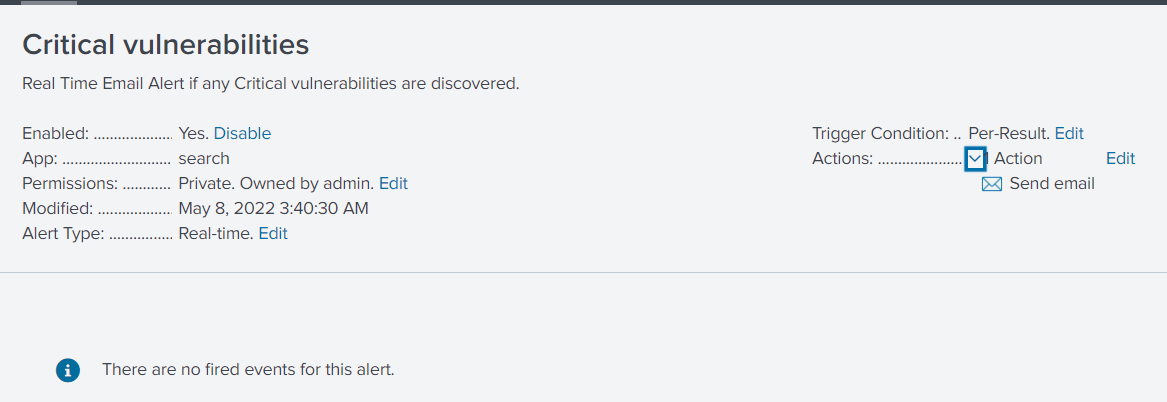 Critical vulnerabilities
Real Time Email Alert if any Critical vulnerabilities are discovered.
Enabled: .................... Yes. Disable
App: ............................ search
Permissions: ............. Private. Owned by admin. Edit
Modified: ................... May 8, 2022 3:40:30 AM
Alert Type: ................ Real-time. Edit
Trigger Condition: .. Per-Result. Edit
Actions: ..................... Action Edit
Send email
There are no fired events for this alert.